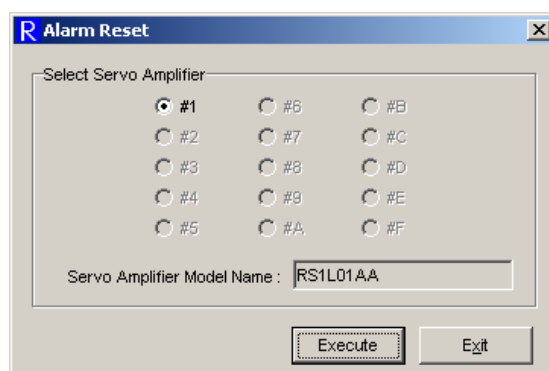 R Alarm Reset
Select Servo Amplifier
#1 #6 #B
#2 #7 #C
#3 #8 #D
#4 #9 #E
#5 #A #F
Servo Amplifier Model Name : RS1L01AA
Execute Exit